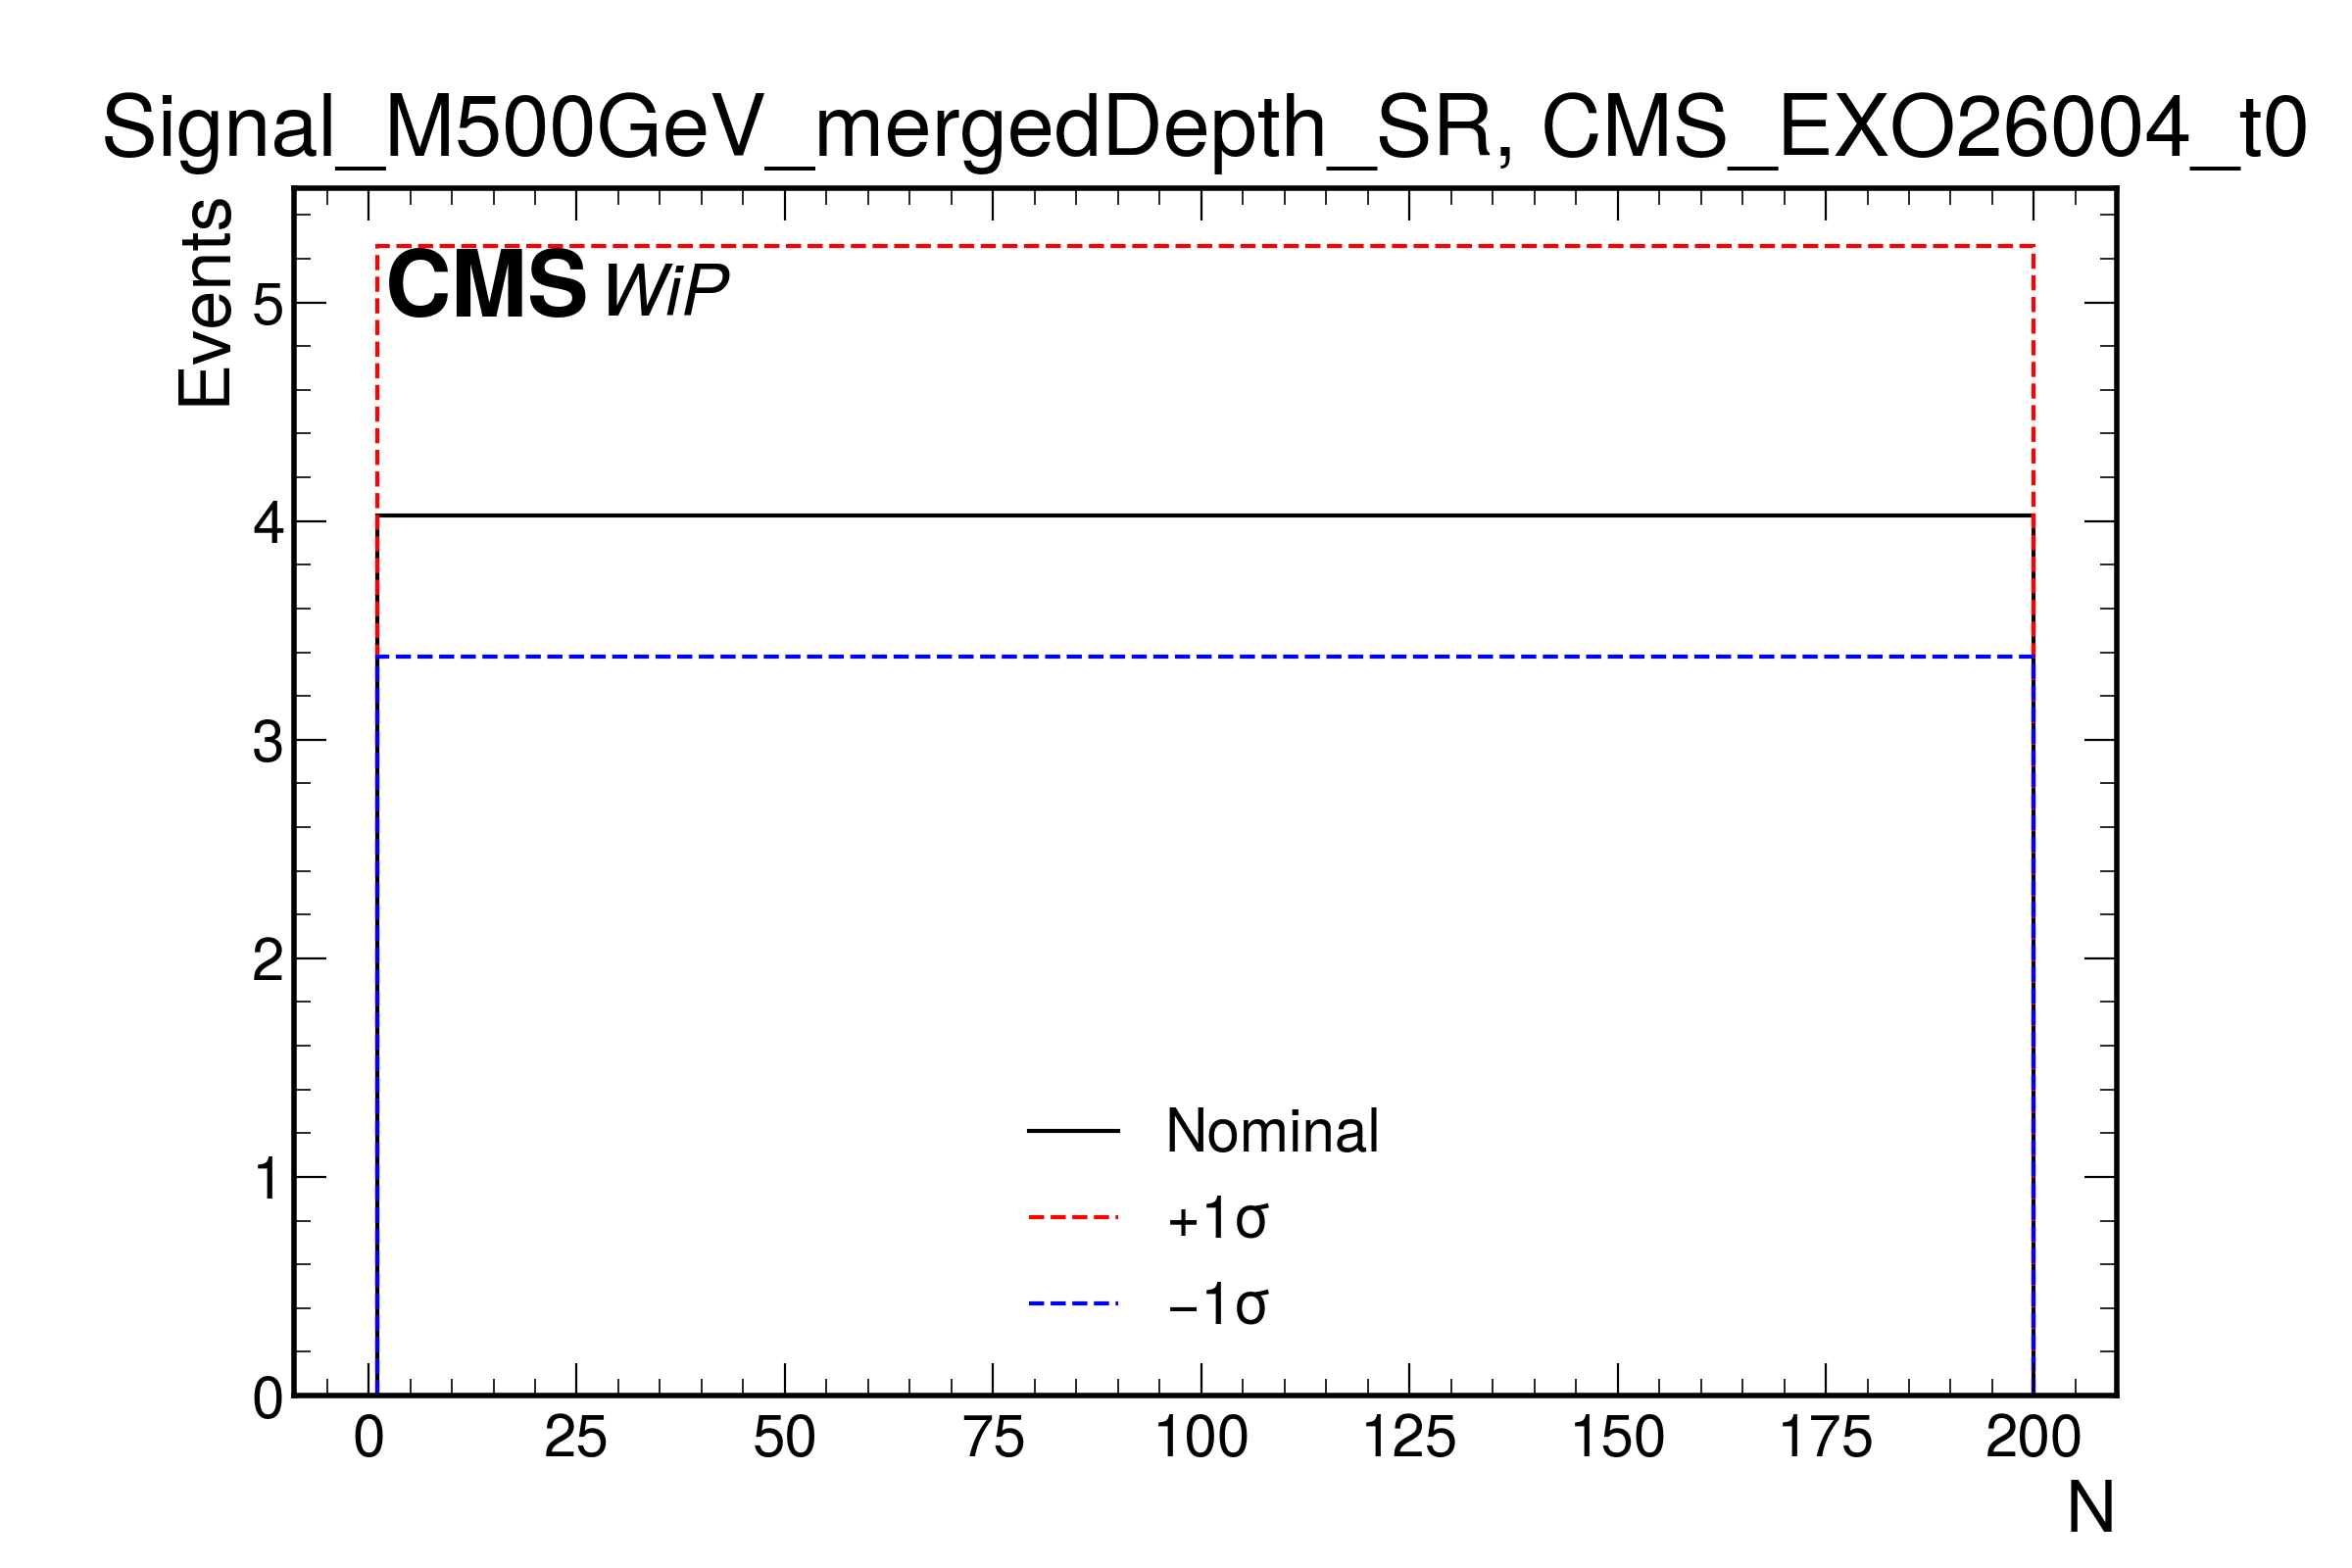 Signal_M500GeV_mergedDepth_SR, CMS_EXO26004_t0
Events
CMS WiP
5
4
3
2
1
0
Nominal
+1σ
−1σ
0 25 50 75 100 125 150 175 200
N